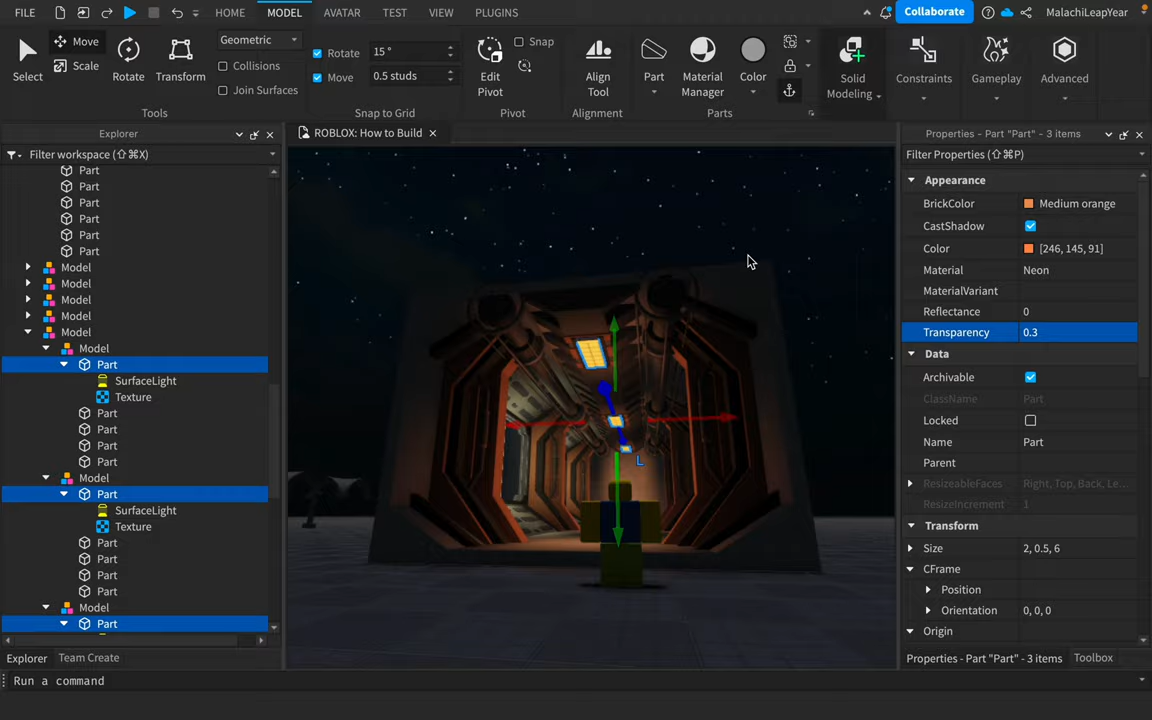 FILE HOME MODEL AVATAR TEST VIEW PLUGINS Collaborate MalachiLeapYear
Select
Move
Scale
Rotate
Transform
Geometric
Collisions
Join Surfaces
Tools
Rotate 15 °
Move 0.5 studs
Snap to Grid
Edit
Pivot
Snap
Pivot
Align
Tool
Alignment
Part
Material
Manager
Color
Parts
Solid
Modeling
Constraints
Gameplay
Advanced
Explorer
Filter workspace (⇧⌘X)
Part
Part
Part
Part
Part
Part
Model
Model
Model
Model
Model
Model
Part
SurfaceLight
Texture
Part
Part
Part
Part
Model
Part
SurfaceLight
Texture
Part
Part
Part
Part
Model
Part
Explorer Team Create
ROBLOX: How to Build
L
Properties - Part "Part" - 3 items
Filter Properties (⇧⌘P)
Appearance
BrickColor Medium orange
CastShadow
Color [246, 145, 91]
Material Neon
MaterialVariant
Reflectance 0
Transparency 0.3
Data
Archivable
ClassName Part
Locked
Name Part
Parent
ResizeableFaces Right, Top, Back, Le...
ResizeIncrement 1
Transform
Size 2, 0.5, 6
CFrame
Position
Orientation 0, 0, 0
Origin
Properties - Part "Part" - 3 items Toolbox
Run a command